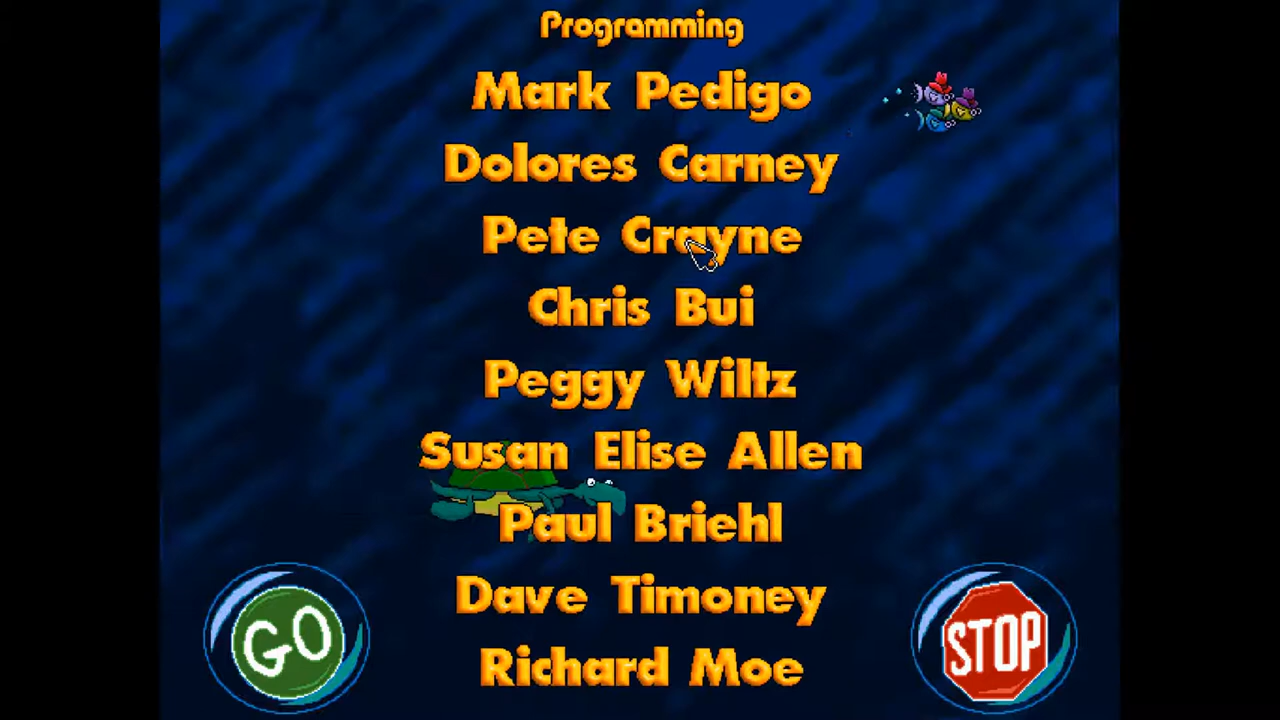 Programming
Mark Pedigo
Dolores Carney
Pete Crayne
Chris Bui
Peggy Wiltz
Susan Elise Allen
Paul Briehl
Dave Timoney
Richard Moe
GO
STOP